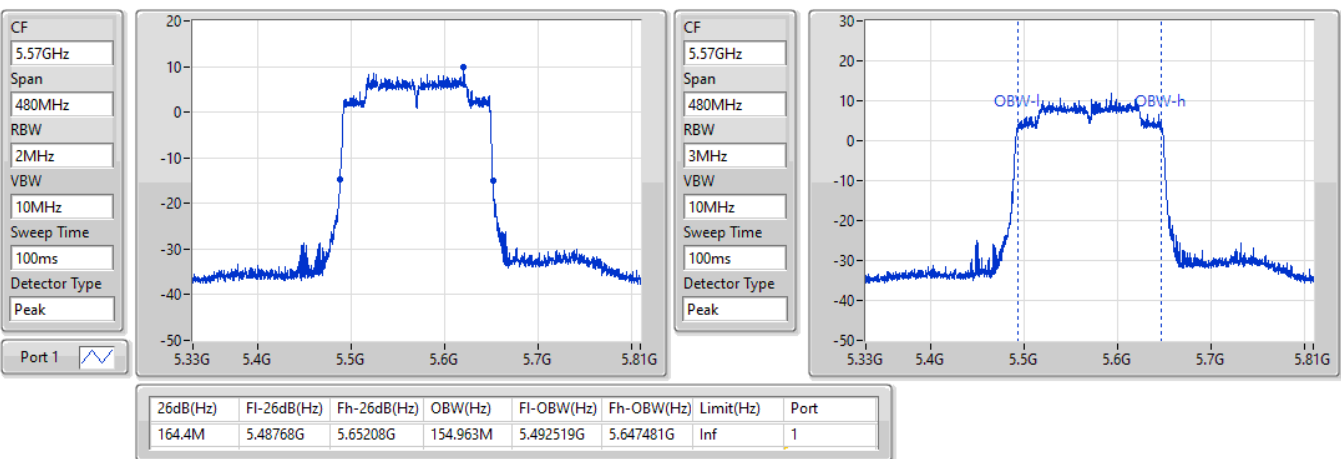 CF
5.57GHz
Span
480MHz
RBW
2MHz
VBW
10MHz
Sweep Time
100ms
Detector Type
Peak
Port 1
20
10
0
-10
-20
-30
-40
-50
5.33G 5.4G 5.5G 5.6G 5.7G 5.81G
CF
5.57GHz
Span
480MHz
RBW
3MHz
VBW
10MHz
Sweep Time
100ms
Detector Type
Peak
30
20
10
0
-10
-20
-30
-40
-50
OBW-l OBW-h
5.33G 5.4G 5.5G 5.6G 5.7G 5.81G
26dB(Hz) Fl-26dB(Hz) Fh-26dB(Hz) OBW(Hz) Fl-OBW(Hz) Fh-OBW(Hz) Limit(Hz) Port
164.4M 5.48768G 5.65208G 154.963M 5.492519G 5.647481G Inf 1